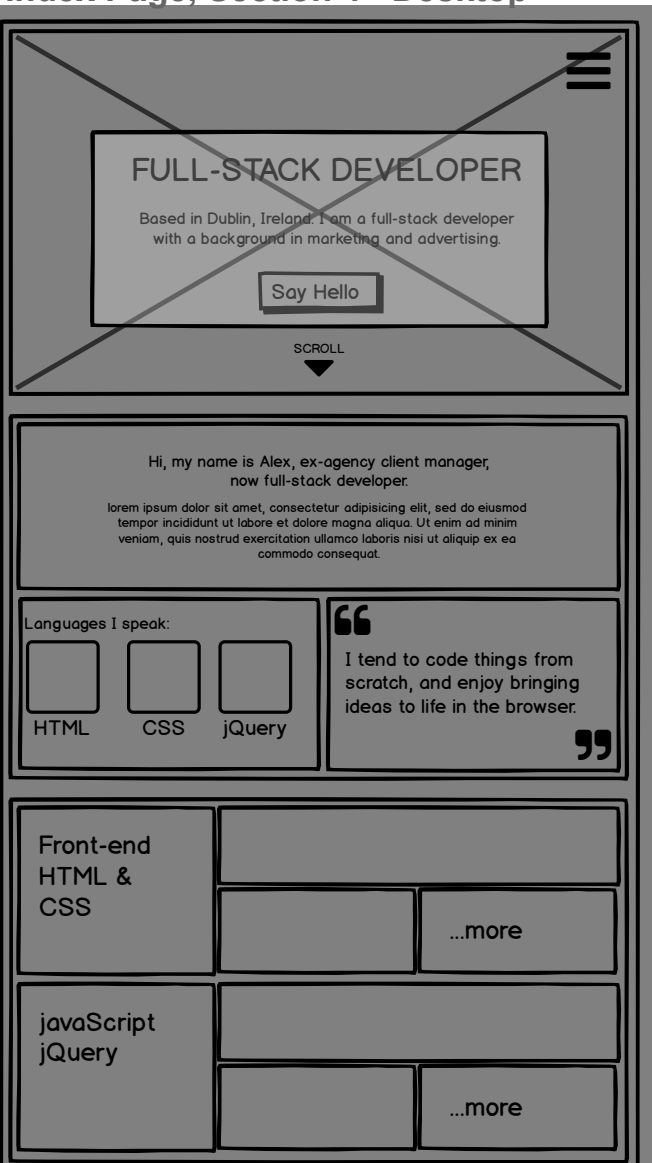 FULL-STACK DEVELOPER
Based in Dublin, Ireland. I am a full-stack developer
with a background in marketing and advertising.
Say Hello
SCROLL
Hi, my name is Alex, ex-agency client manager,
now full-stack developer.
lorem ipsum dolor sit amet, consectetur adipisicing elit, sed do eiusmod
tempor incididunt ut labore et dolore magna aliqua. Ut enim ad minim
veniam, quis nostrud exercitation ullamco laboris nisi ut aliquip ex ea
commodo consequat.
Languages I speak:
HTML CSS jQuery
“
I tend to code things from
scratch, and enjoy bringing
ideas to life in the browser.
”
Front-end
HTML &
CSS
...more
javaScript
jQuery
...more